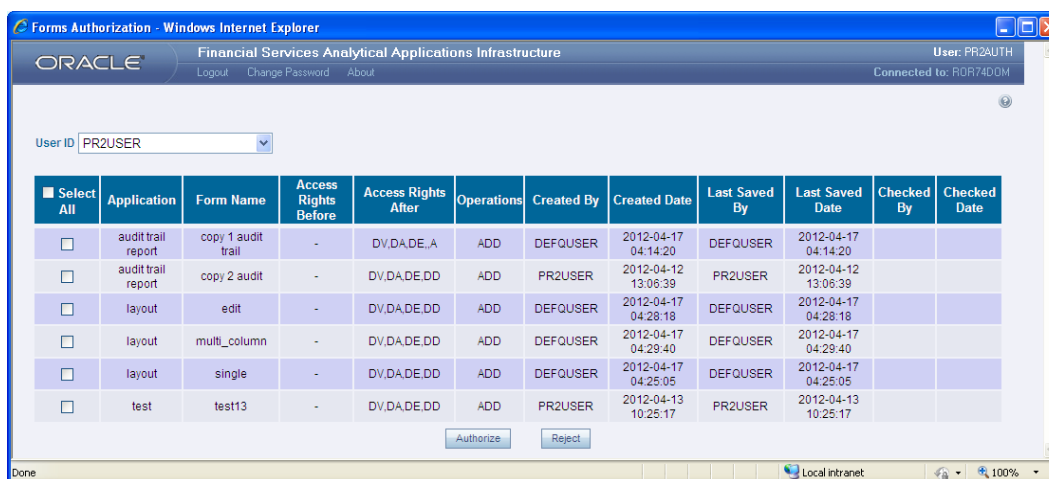 Forms Authorization - Windows Internet Explorer
ORACLE
Financial Services Analytical Applications Infrastructure
User: PR2AUTH
Logout Change Password About
Connected to: ROR74DOM
User ID PR2USER
Select All Application Form Name Access Rights Before Access Rights After Operations Created By Created Date Last Saved By Last Saved Date Checked By Checked Date
audit trail report copy 1 audit trail - DV,DA,DE,,A ADD DEFQUSER 2012-04-17 04:14:20 DEFQUSER 2012-04-17 04:14:20
audit trail report copy 2 audit - DV,DA,DE,DD ADD PR2USER 2012-04-12 13:06:39 PR2USER 2012-04-12 13:06:39
layout edit - DV,DA,DE,DD ADD DEFQUSER 2012-04-17 04:28:18 DEFQUSER 2012-04-17 04:28:18
layout multi_column - DV,DA,DE,DD ADD DEFQUSER 2012-04-17 04:29:40 DEFQUSER 2012-04-17 04:29:40
layout single - DV,DA,DE,DD ADD DEFQUSER 2012-04-17 04:25:05 DEFQUSER 2012-04-17 04:25:05
test test13 - DV,DA,DE,DD ADD PR2USER 2012-04-13 10:25:17 PR2USER 2012-04-13 10:25:17
Authorize Reject
Done Local intranet 100%